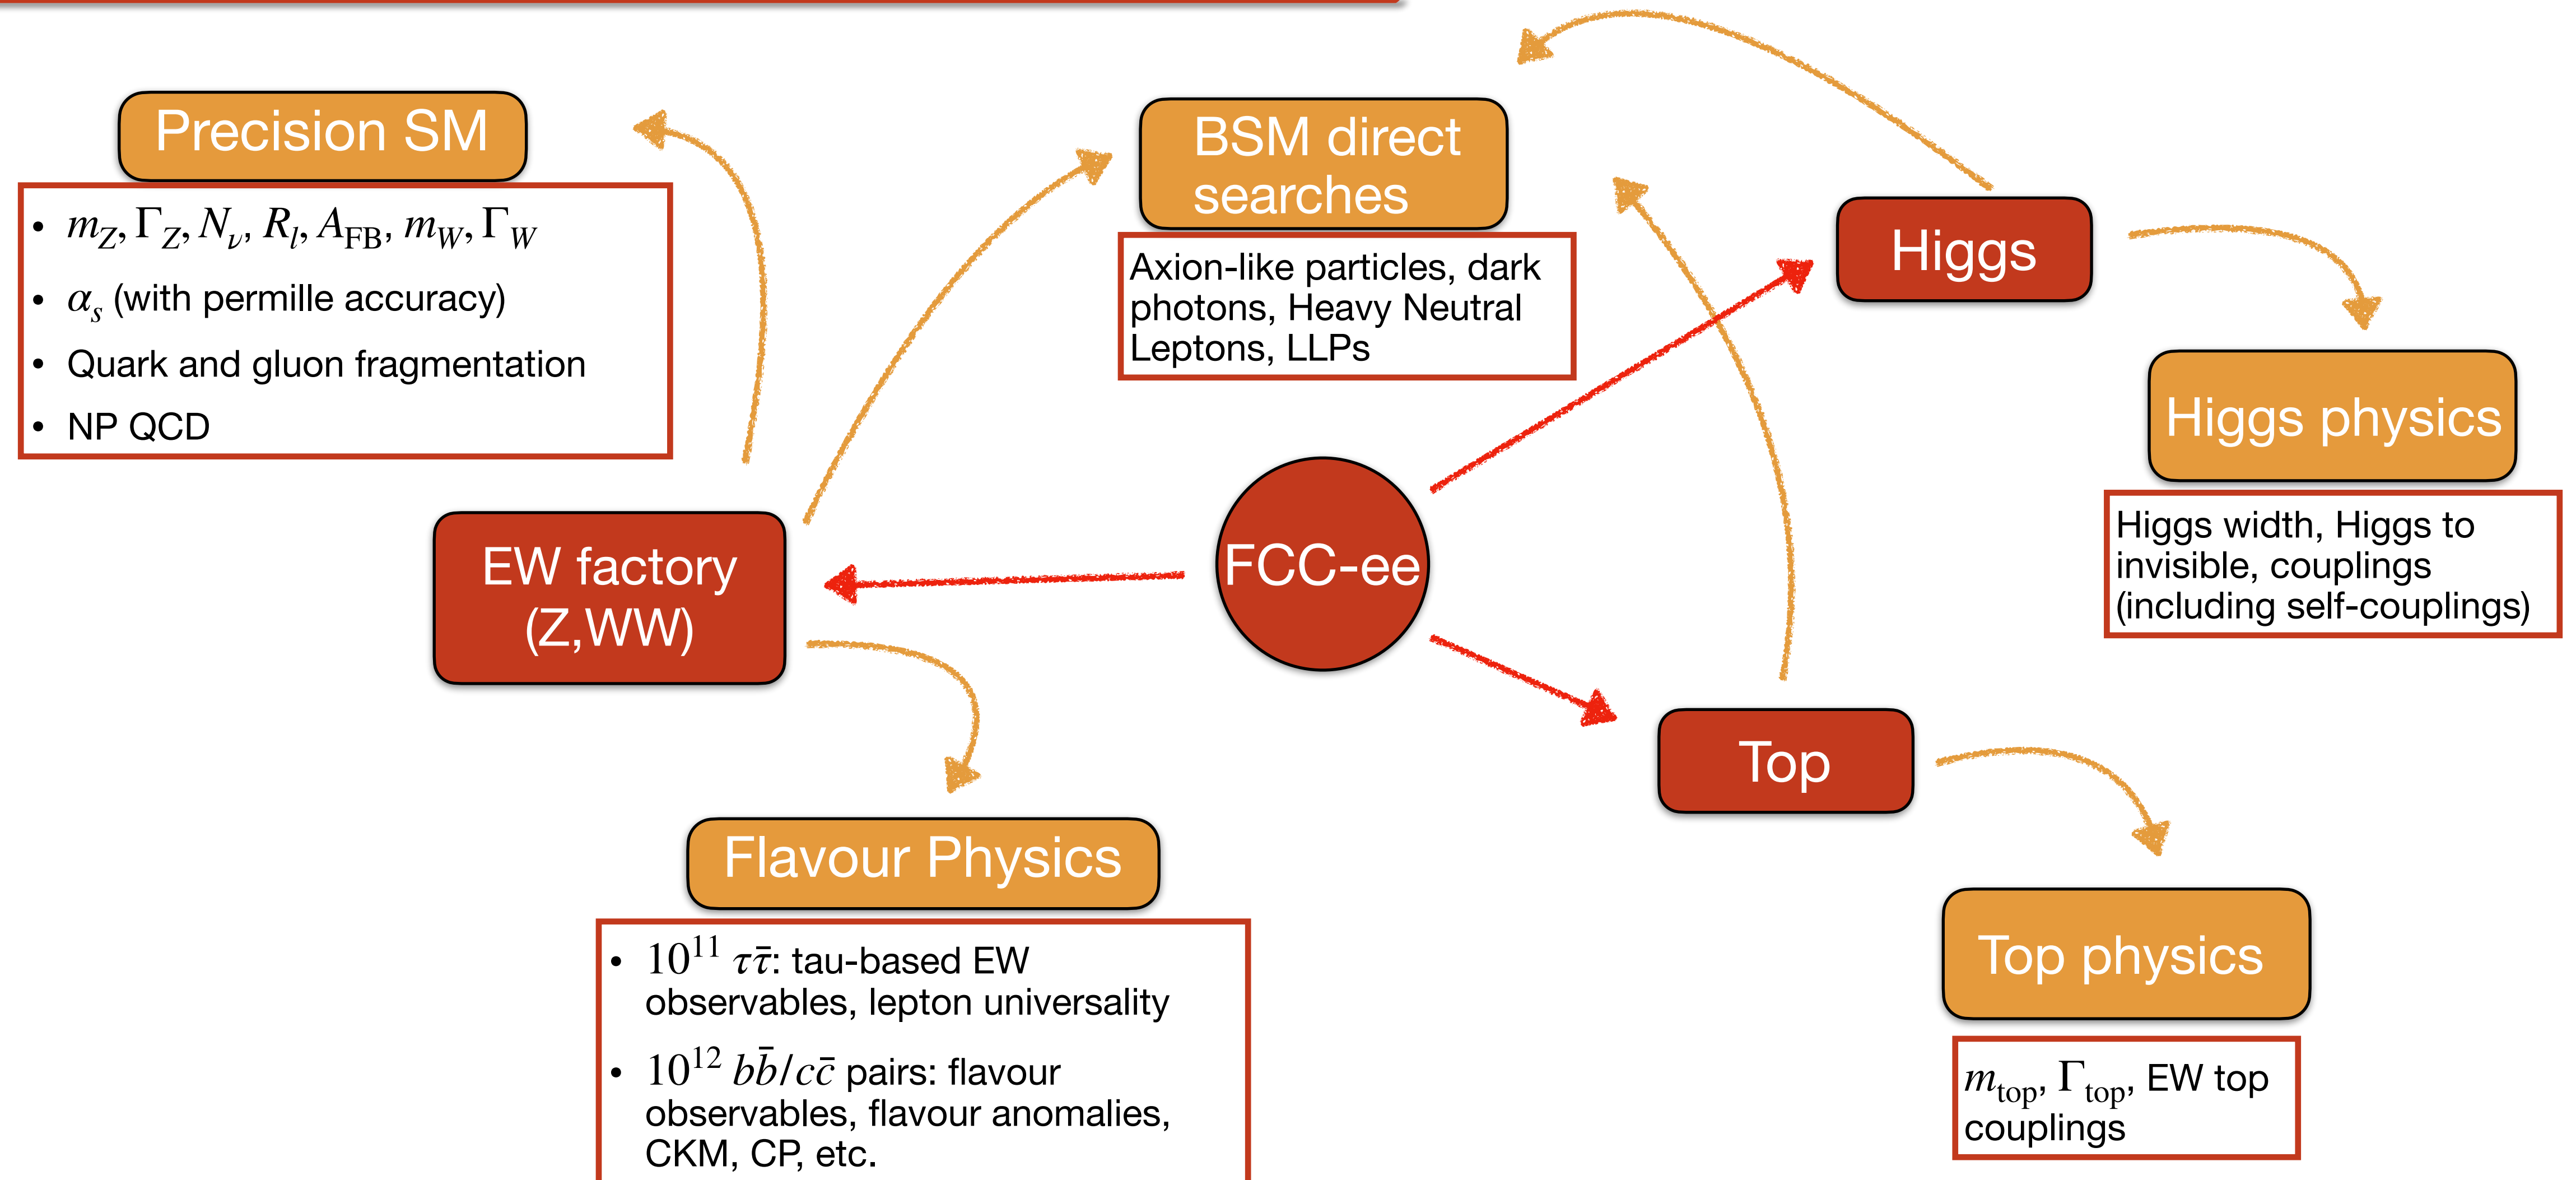 Precision SM
• m_Z, Γ_Z, N_ν, R_l, A_FB, m_W, Γ_W
• α_s (with permille accuracy)
• Quark and gluon fragmentation
• NP QCD
BSM direct
searches
Axion-like particles, dark
photons, Heavy Neutral
Leptons, LLPs
Higgs
Higgs physics
Higgs width, Higgs to
invisible, couplings
(including self-couplings)
EW factory
(Z,WW)
FCC-ee
Top
Flavour Physics
• 10^11 ττ̄: tau-based EW
observables, lepton universality
• 10^12 bb̄/cc̄ pairs: flavour
observables, flavour anomalies,
CKM, CP, etc.
Top physics
m_top, Γ_top, EW top
couplings